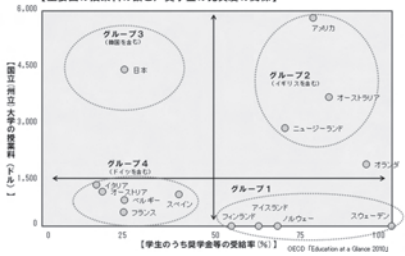 6,000
4,500
3,000
1,500
0
【国立（州立）大学の授業料（ドル）】
グループ3
（韓国を含む）
日本
アメリカ
グループ2
（イギリスを含む）
オーストラリア
ニュージーランド
オランダ
グループ4
（ドイツを含む）
イタリア
オーストリア
ベルギー
フランス
スペイン
グループ1
アイスランド
フィンランド
ノルウェー
スウェーデン
0 25 50 75 100
【学生のうち奨学金等の受給率（%）】
OECD「Education at a Glance 2010」